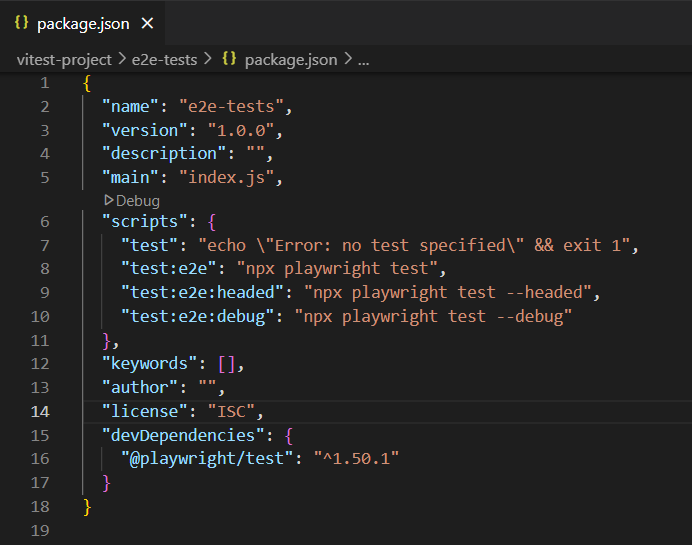 {} package.json ×
vitest-project > e2e-tests > {} package.json > ...
1 {
2   "name": "e2e-tests",
3   "version": "1.0.0",
4   "description": "",
5   "main": "index.js",
Debug
6   "scripts": {
7     "test": "echo \"Error: no test specified\" && exit 1",
8     "test:e2e": "npx playwright test",
9     "test:e2e:headed": "npx playwright test --headed",
10     "test:e2e:debug": "npx playwright test --debug"
11   },
12   "keywords": [],
13   "author": "",
14   "license": "ISC",
15   "devDependencies": {
16     "@playwright/test": "^1.50.1"
17   }
18 }
19